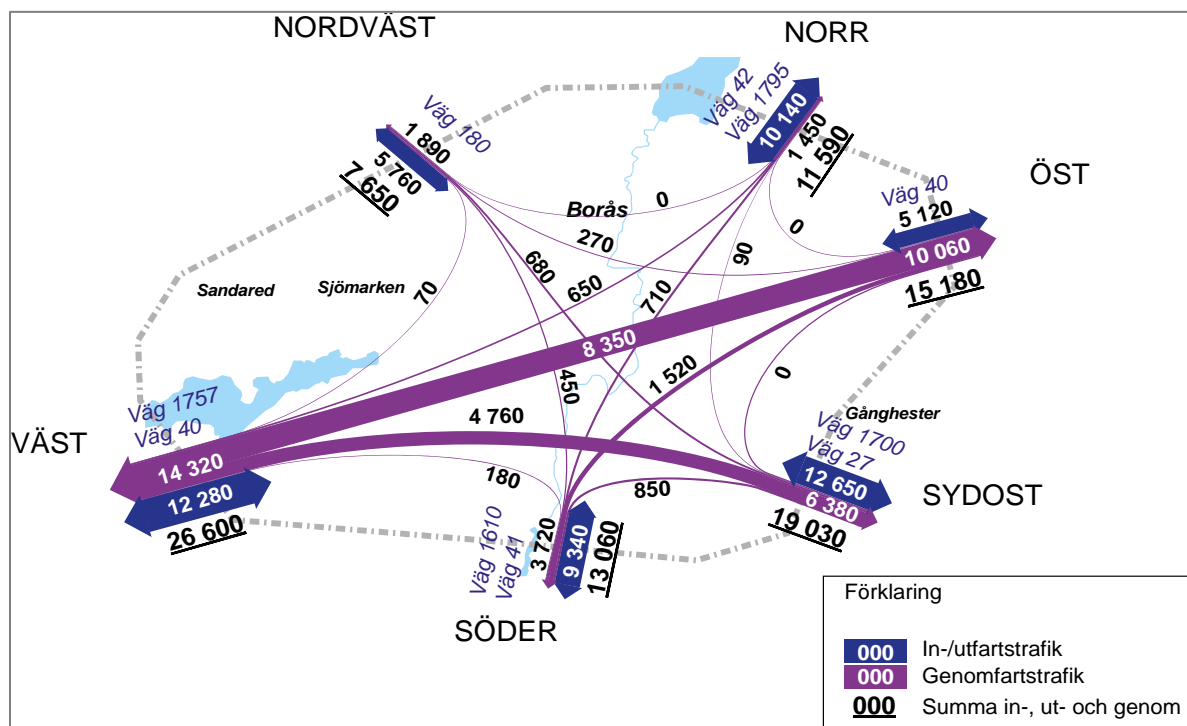 NORDVÄST
NORR
Väg 180
1 890
5 760
7 650
Väg 42
Väg 1795
10 140
1 450
11 590
ÖST
Väg 40
5 120
10 060
15 180
Borås
0
270
0
90
680
650
710
70
Sandared
Sjömarken
8 350
450
1 520
0
4 760
Gånghester
Väg 1757
Väg 40
VÄST
14 320
12 280
26 600
180
850
Väg 1700
Väg 27
12 650
6 380
19 030
SYDOST
Väg 1610
Väg 41
3 720
9 340
13 060
SÖDER
Förklaring
000 In-/utfartstrafik
000 Genomfartstrafik
000 Summa in-, ut- och genom